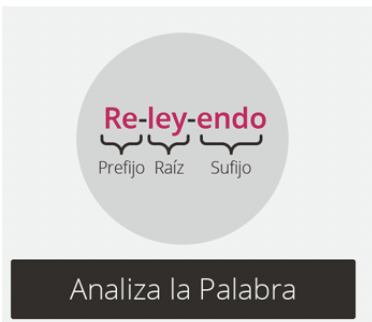 Re-ley-endo
Prefijo Raíz Sufijo
Analiza la Palabra